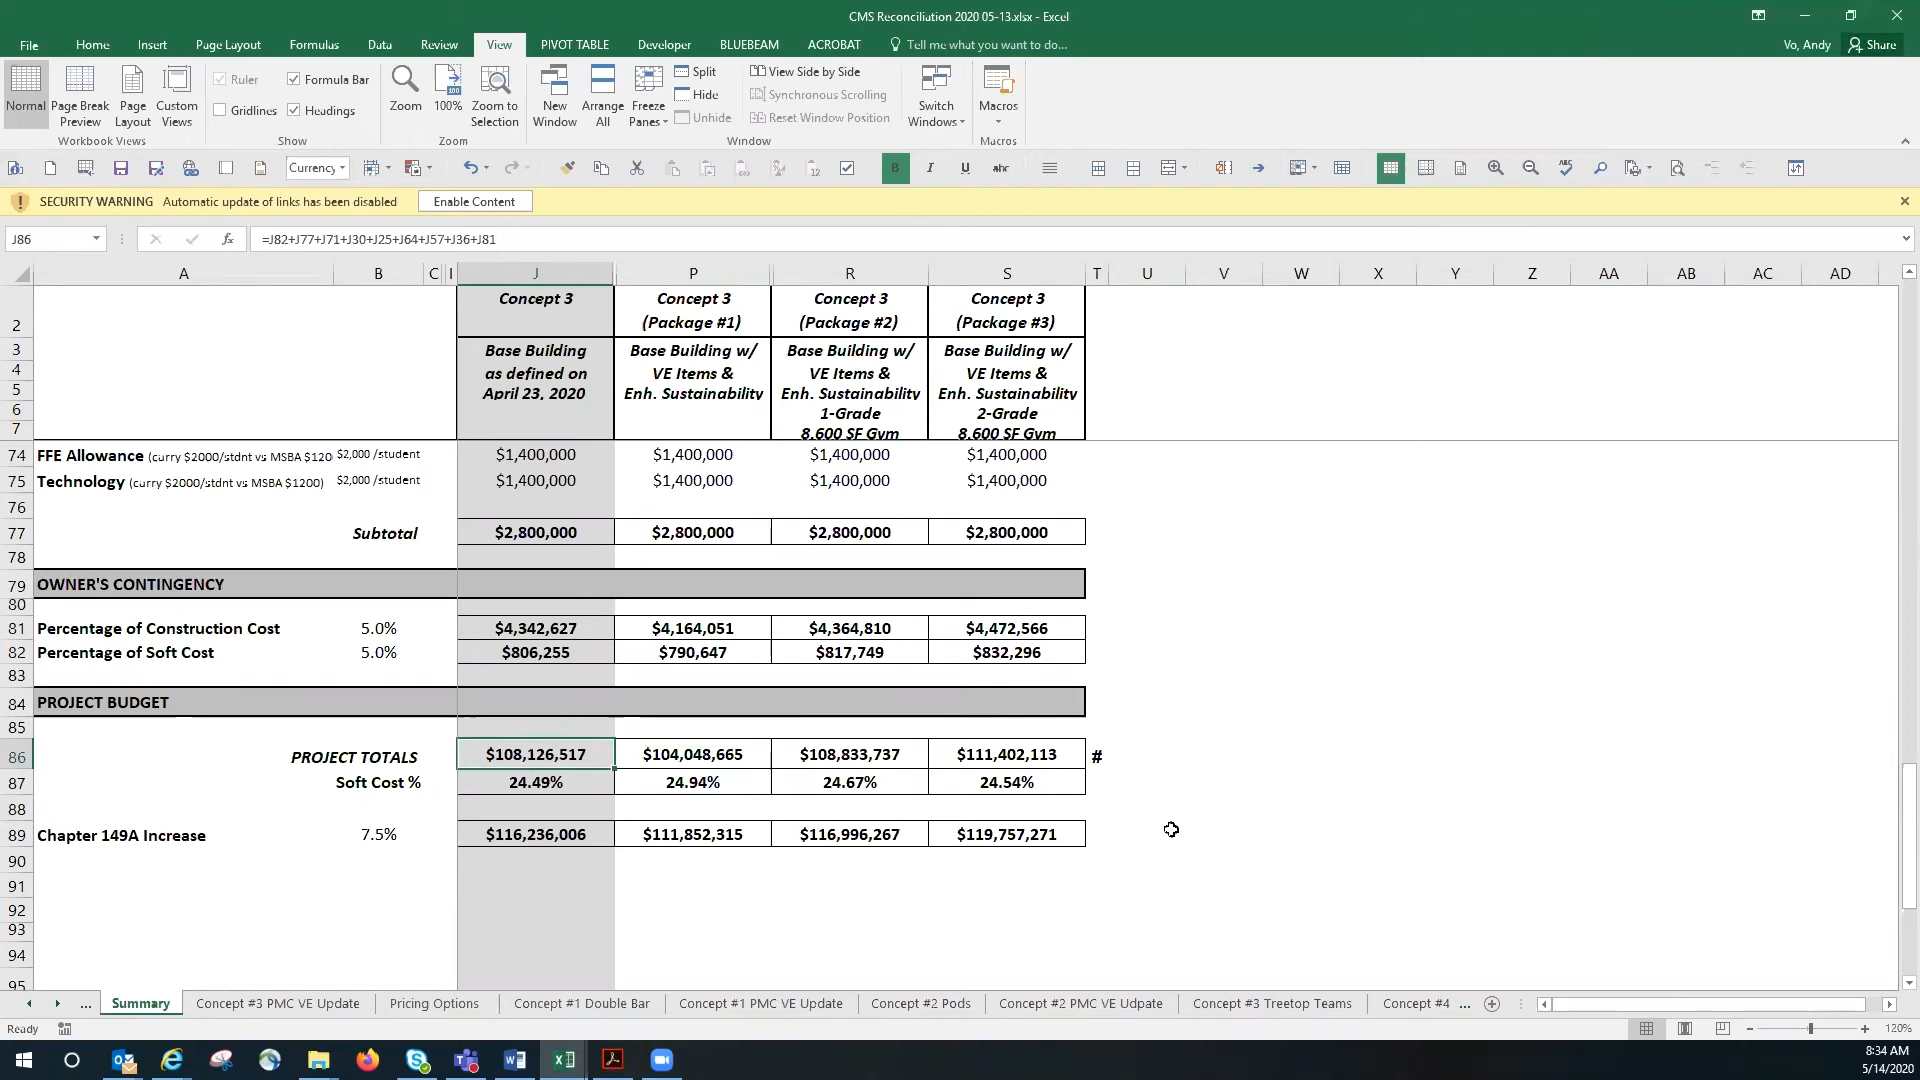 CMS Reconciliation 2020 05-13.xlsx - Excel
File Home Insert Page Layout Formulas Data Review View PIVOT TABLE Developer BLUEBEAM ACROBAT Tell me what you want to do... Vo, Andy Share
Normal Page Break Preview Page Layout Custom Views
Workbook Views
Ruler Formula Bar
Gridlines Headings
Show
Zoom 100% Zoom to Selection
Zoom
New Window Arrange All Freeze Panes
Split
Hide
Unhide
View Side by Side
Synchronous Scrolling
Reset Window Position
Window
Switch Windows
Macros
Macros
Currency
B I U abc
SECURITY WARNING Automatic update of links has been disabled Enable Content
J86 fx =J82+J77+J71+J30+J25+J64+J57+J36+J81
A B C I J P R S T U V W X Y Z AA AB AC AD
Concept 3 Concept 3 Concept 3 Concept 3
2 (Package #1) (Package #2) (Package #3)
3 Base Building Base Building w/ Base Building w/ Base Building w/
4 as defined on VE Items & VE Items & VE Items &
5 April 23, 2020 Enh. Sustainability Enh. Sustainability Enh. Sustainability
6 1-Grade 2-Grade
7 8,600 SF Gym 8,600 SF Gym
74 FFE Allowance (curry $2000/stdnt vs MSBA $120 $2,000 /student $1,400,000 $1,400,000 $1,400,000 $1,400,000
75 Technology (curry $2000/stdnt vs MSBA $1200) $2,000 /student $1,400,000 $1,400,000 $1,400,000 $1,400,000
76
77 Subtotal $2,800,000 $2,800,000 $2,800,000 $2,800,000
78
79 OWNER'S CONTINGENCY
80
81 Percentage of Construction Cost 5.0% $4,342,627 $4,164,051 $4,364,810 $4,472,566
82 Percentage of Soft Cost 5.0% $806,255 $790,647 $817,749 $832,296
83
84 PROJECT BUDGET
85
86 PROJECT TOTALS $108,126,517 $104,048,665 $108,833,737 $111,402,113 #
87 Soft Cost % 24.49% 24.94% 24.67% 24.54%
88
89 Chapter 149A Increase 7.5% $116,236,006 $111,852,315 $116,996,267 $119,757,271
90
91
92
93
94
95
... Summary Concept #3 PMC VE Update Pricing Options Concept #1 Double Bar Concept #1 PMC VE Update Concept #2 Pods Concept #2 PMC VE Udpate Concept #3 Treetop Teams Concept #4 ...
Ready 120%
8:34 AM
5/14/2020